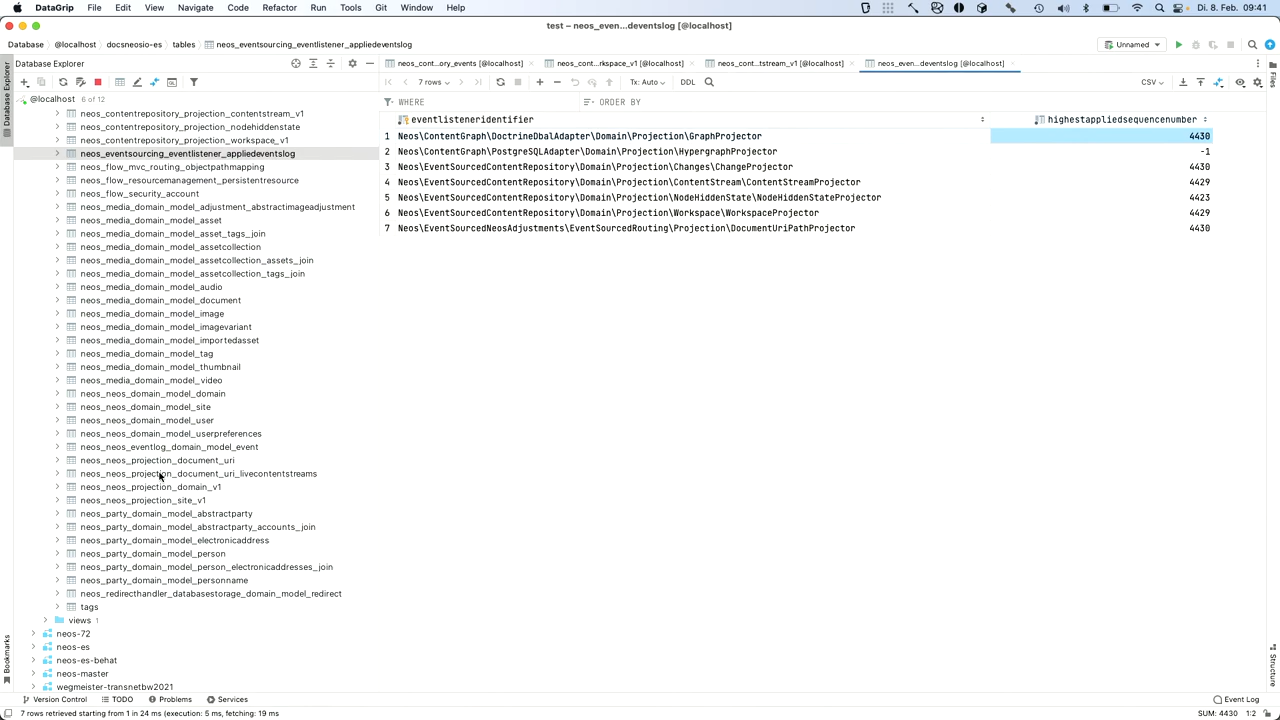 DataGrip File Edit View Navigate Code Refactor Run Tools Git Window Help Di. 8. Feb. 09:41
test – neos_even...deventslog [@localhost]
Database @localhost docsneosio-es tables neos_eventsourcing_eventlistener_appliedeventslog Unnamed
Database Explorer
neos_cont...ory_events [@localhost] neos_cont...rkspace_v1 [@localhost] neos_cont...tstream_v1 [@localhost] neos_even...deventslog [@localhost]
7 rows Tx: Auto DDL CSV
@localhost 6 of 12
WHERE ORDER BY
neos_contentrepository_projection_contentstream_v1
neos_contentrepository_projection_nodehiddenstate
neos_contentrepository_projection_workspace_v1
neos_eventsourcing_eventlistener_appliedeventslog
neos_flow_mvc_routing_objectpathmapping
neos_flow_resourcemanagement_persistentresource
neos_flow_security_account
neos_media_domain_model_adjustment_abstractimageadjustment
neos_media_domain_model_asset
neos_media_domain_model_asset_tags_join
neos_media_domain_model_assetcollection
neos_media_domain_model_assetcollection_assets_join
neos_media_domain_model_assetcollection_tags_join
neos_media_domain_model_audio
neos_media_domain_model_document
neos_media_domain_model_image
neos_media_domain_model_imagevariant
neos_media_domain_model_importedasset
neos_media_domain_model_tag
neos_media_domain_model_thumbnail
neos_media_domain_model_video
neos_neos_domain_model_domain
neos_neos_domain_model_site
neos_neos_domain_model_user
neos_neos_domain_model_userpreferences
neos_neos_eventlog_domain_model_event
neos_neos_projection_document_uri
neos_neos_projection_document_uri_livecontentstreams
neos_neos_projection_domain_v1
neos_neos_projection_site_v1
neos_party_domain_model_abstractparty
neos_party_domain_model_abstractparty_accounts_join
neos_party_domain_model_electronicaddress
neos_party_domain_model_person
neos_party_domain_model_person_electronicaddresses_join
neos_party_domain_model_personname
neos_redirecthandler_databasestorage_domain_model_redirect
tags
views 1
neos-72
neos-es
neos-es-behat
neos-master
wegmeister-transnetbw2021
eventlisteneridentifier highestappliedsequencenumber
1 Neos\ContentGraph\DoctrineDbalAdapter\Domain\Projection\GraphProjector 4430
2 Neos\ContentGraph\PostgreSQLAdapter\Domain\Projection\HypergraphProjector -1
3 Neos\EventSourcedContentRepository\Domain\Projection\Changes\ChangeProjector 4430
4 Neos\EventSourcedContentRepository\Domain\Projection\ContentStream\ContentStreamProjector 4429
5 Neos\EventSourcedContentRepository\Domain\Projection\NodeHiddenState\NodeHiddenStateProjector 4423
6 Neos\EventSourcedContentRepository\Domain\Projection\Workspace\WorkspaceProjector 4429
7 Neos\EventSourcedNeosAdjustments\EventSourcedRouting\Projection\DocumentUriPathProjector 4430
Database Explorer
Bookmarks
Files
Structure
Version Control TODO Problems Services Event Log
7 rows retrieved starting from 1 in 24 ms (execution: 5 ms, fetching: 19 ms) SUM: 4430 1:2